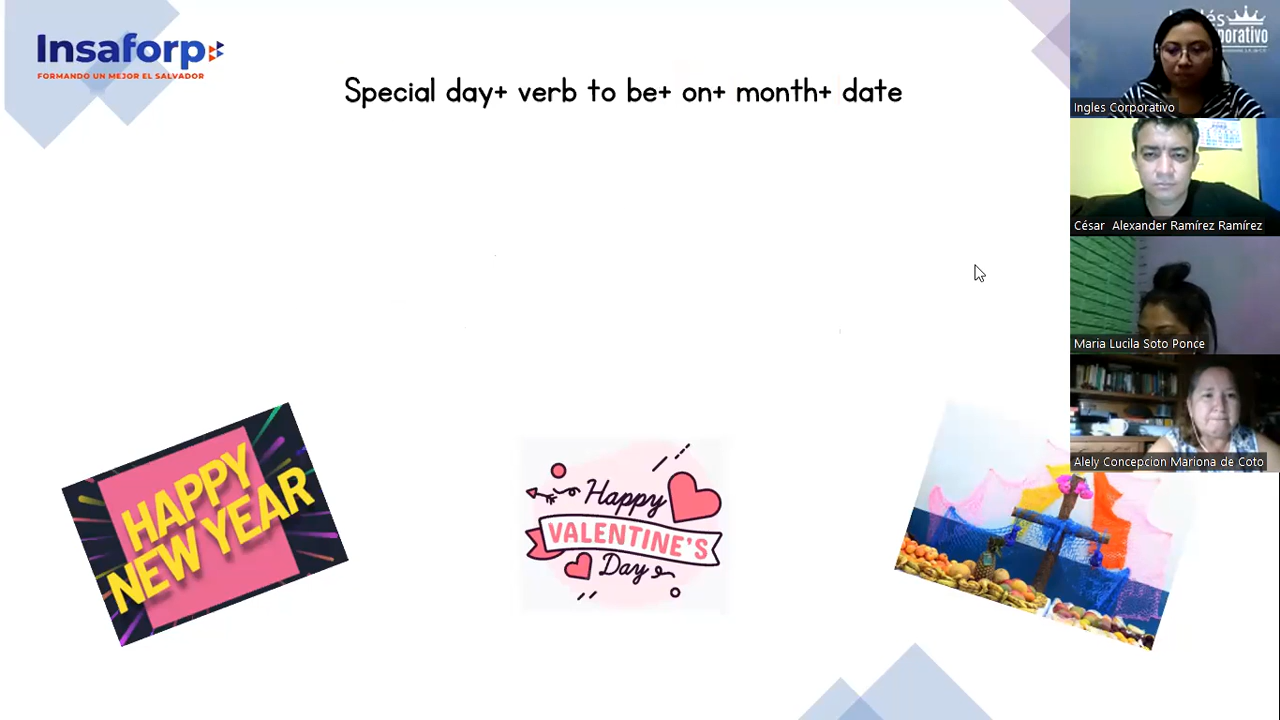 Insaforp
FORMANDO UN MEJOR EL SALVADOR
Special day+ verb to be+ on+ month+ date
HAPPY
NEW YEAR
Happy
VALENTINE'S
Day
Ingles Corporativo
César Alexander Ramírez Ramírez
Maria Lucila Soto Ponce
Alely Concepcion Mariona de Coto